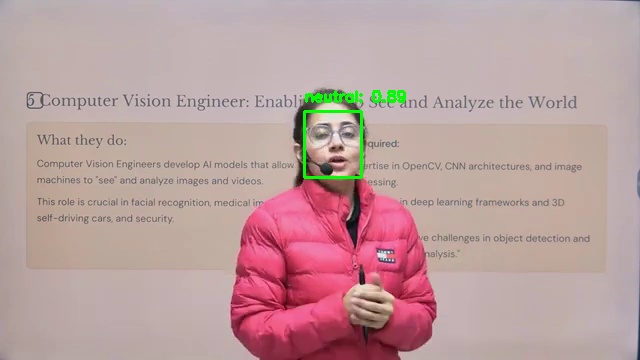 5 Computer Vision Engineer: Enabl See and Analyze the World
neutral: 0.89
What they do:
Computer Vision Engineers develop AI models that allow
machines to "see" and analyze images and videos.
This role is crucial in facial recognition, medical im
self-driving cars, and security.
quired:
ertise in OpenCV, CNN architectures, and image
essing.
in deep learning frameworks and 3D
ve challenges in object detection and
nalysis."